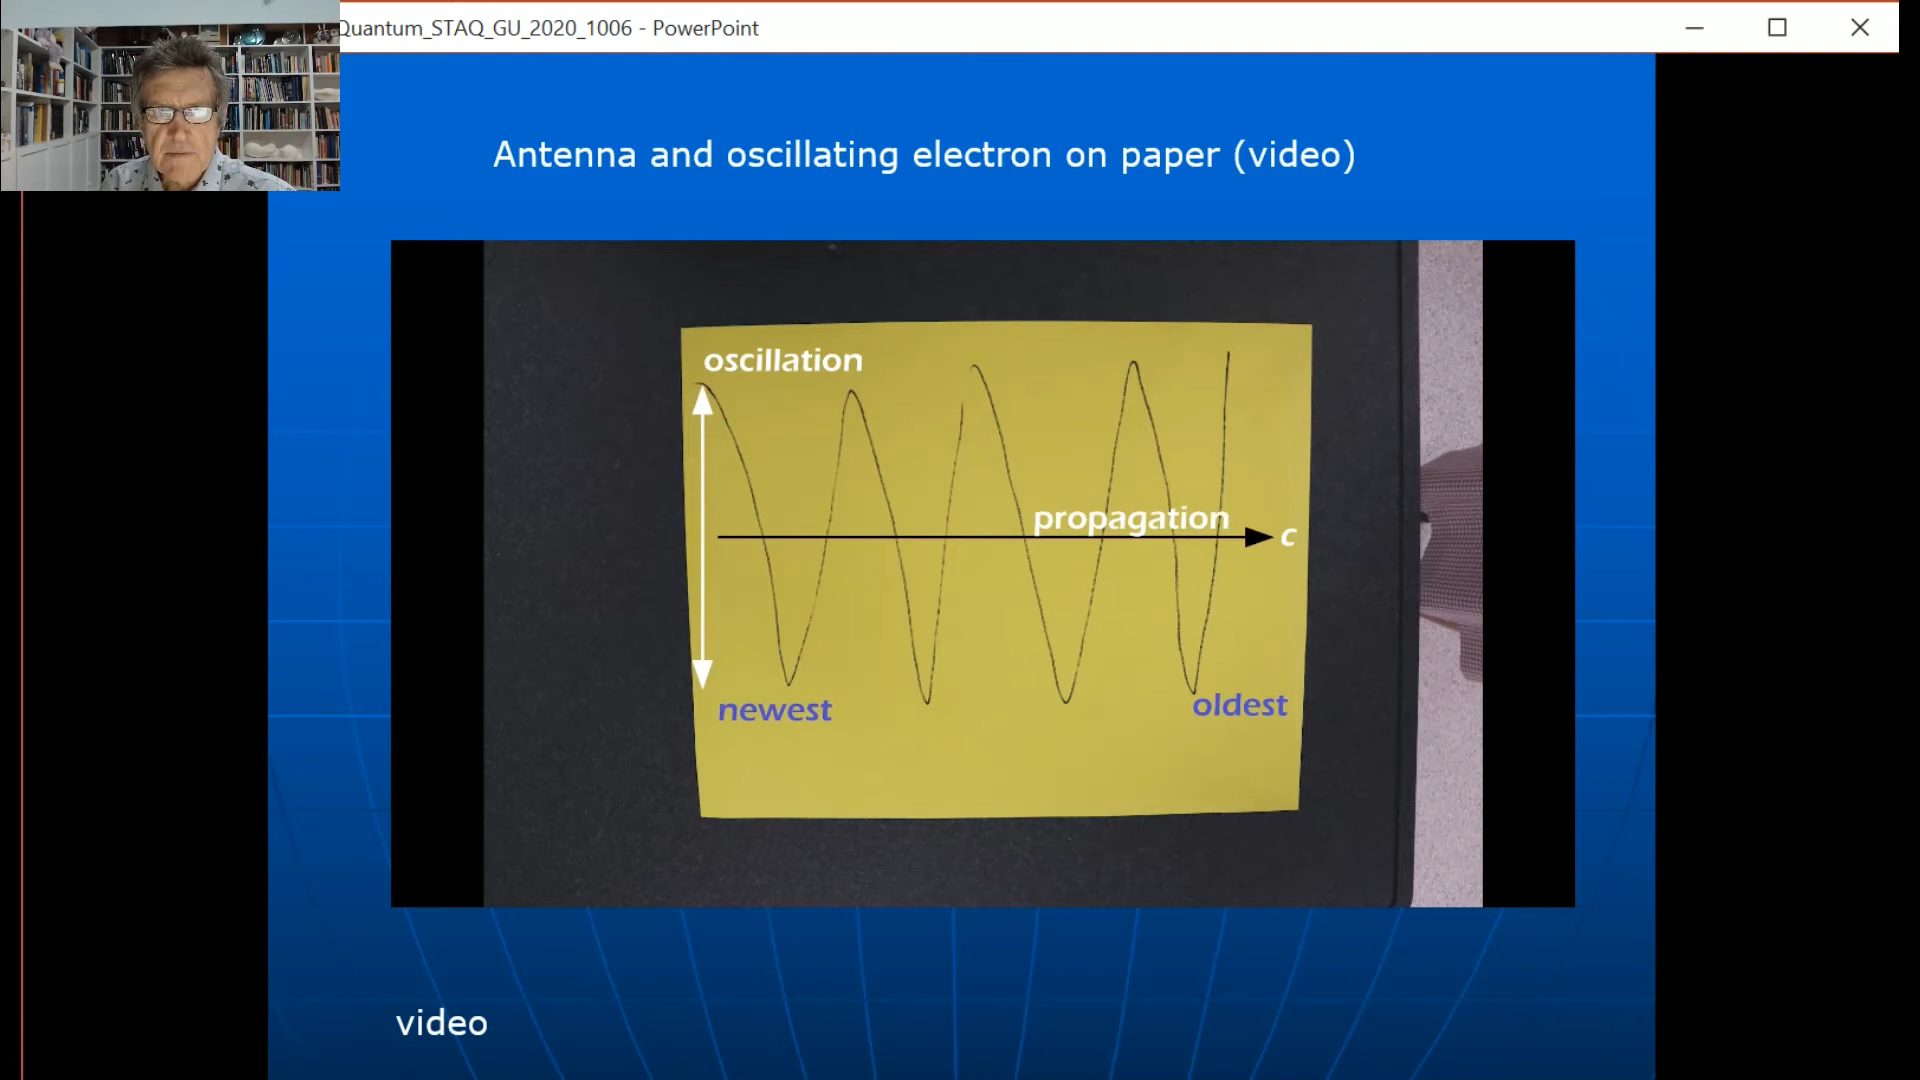 Quantum_STAQ_GU_2020_1006 - PowerPoint
Antenna and oscillating electron on paper (video)
oscillation
propagation
c
newest
oldest
video